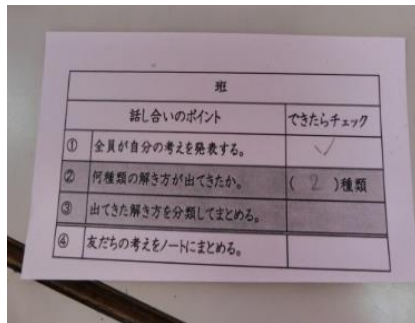 班
話し合いのポイント できたらチェック
① 全員が自分の考えを発表する。 ✓
② 何種類の解き方が出てきたか。 ( 2 )種類
③ 出てきた解き方を分類してまとめる。
④ 友だちの考えをノートにまとめる。